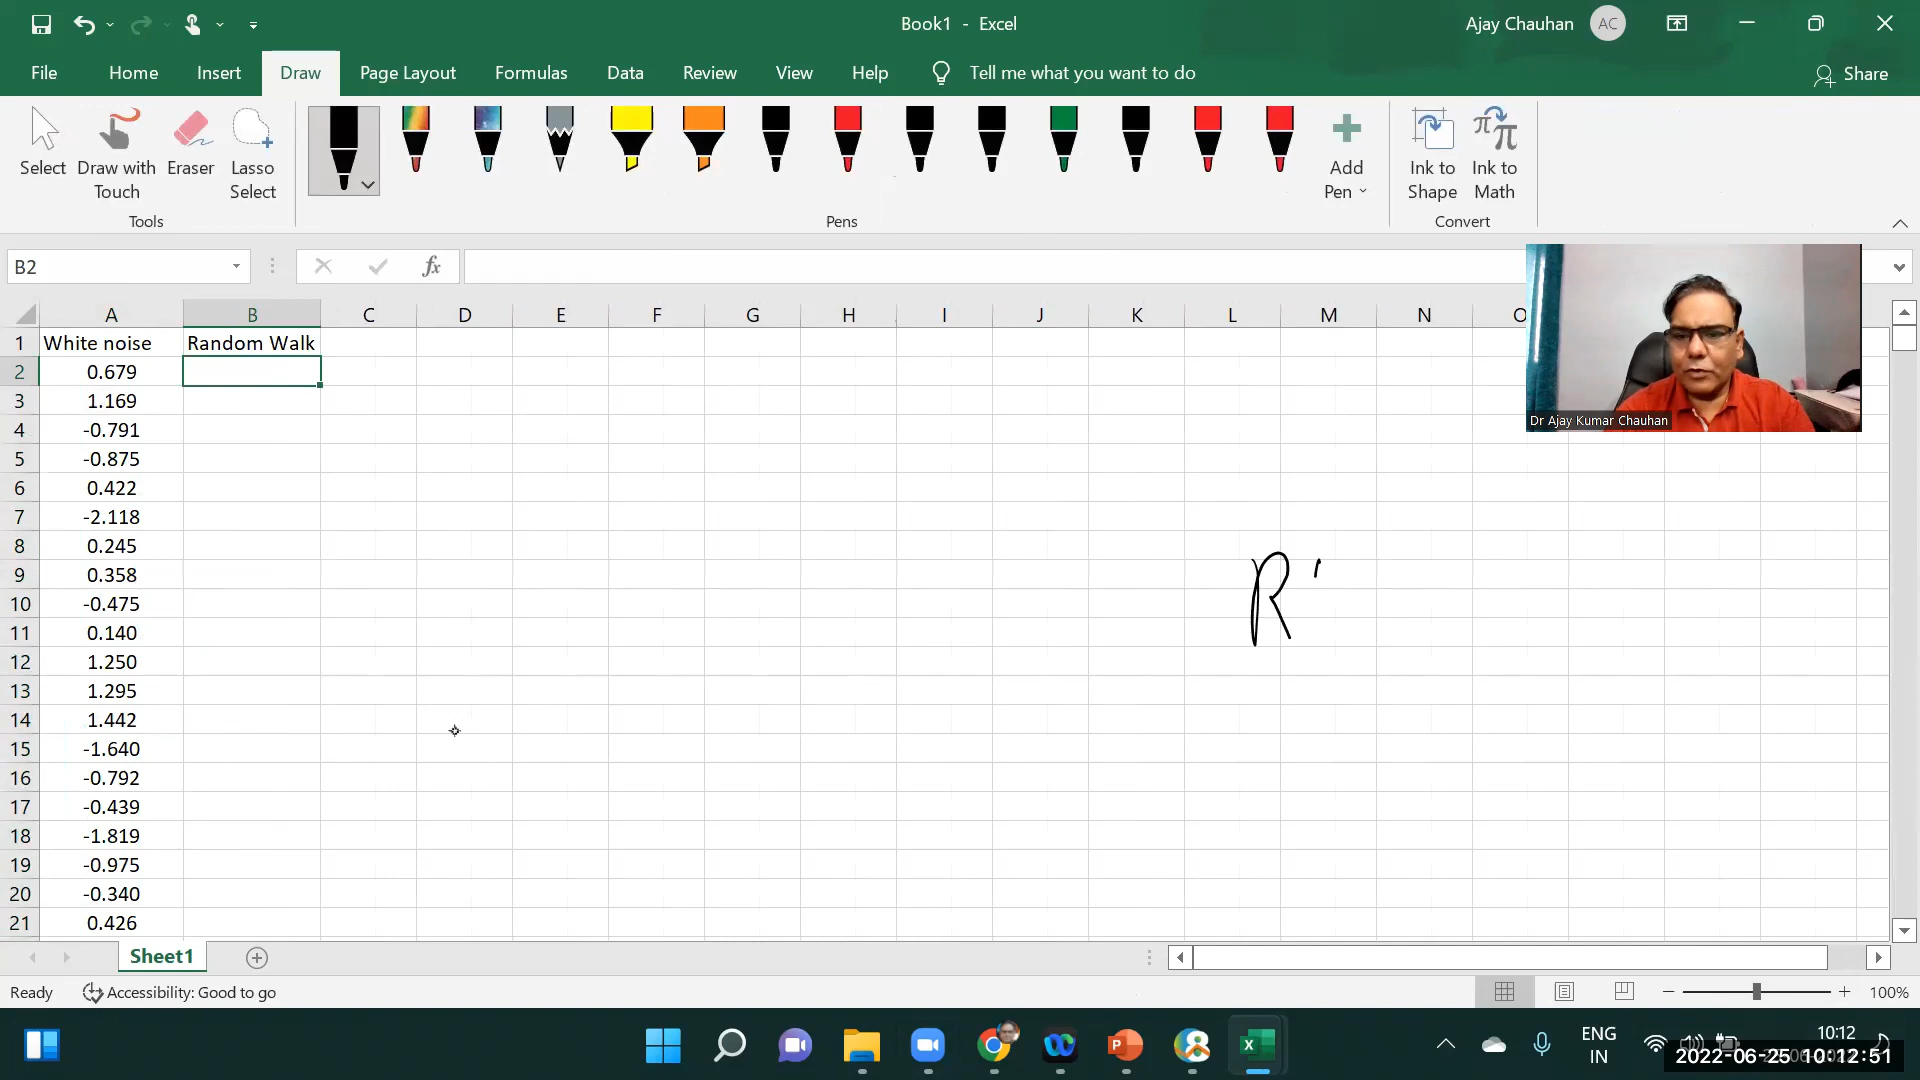 Book1 - Excel
Ajay Chauhan
AC
File
Home
Insert
Draw
Page Layout
Formulas
Data
Review
View
Help
Tell me what you want to do
Share
Select
Draw with Touch
Eraser
Lasso Select
Add Pen
Ink to Shape
Ink to Math
Tools
Pens
Convert
B2
fx
A B C D E F G H I J K L M N O
1 White noise Random Walk
2 0.679
3 1.169
4 -0.791
5 -0.875
6 0.422
7 -2.118
8 0.245
9 0.358
10 -0.475
11 0.140
12 1.250
13 1.295
14 1.442
15 -1.640
16 -0.792
17 -0.439
18 -1.819
19 -0.975
20 -0.340
21 0.426
Dr Ajay Kumar Chauhan
R
Sheet1
Ready
Accessibility: Good to go
100%
ENG
IN
10:12
2022-06-25 10:12:51